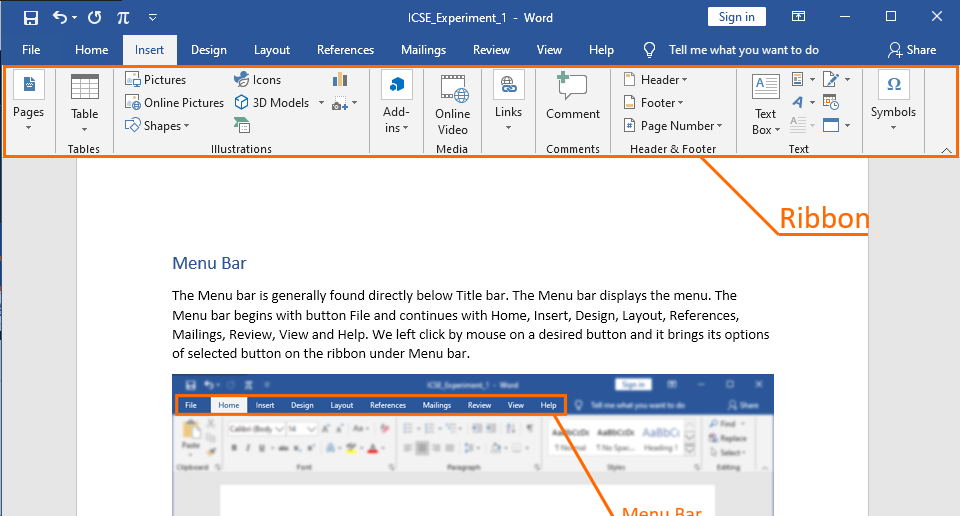 ICSE_Experiment_1 - Word
Sign in
File Home Insert Design Layout References Mailings Review View Help Tell me what you want to do Share
Pages
Table
Tables
Pictures
Online Pictures
Shapes
Icons
3D Models
Illustrations
Add-
ins
Online
Video
Media
Links
Comment
Comments
Header
Footer
Page Number
Header & Footer
Text
Box
Text
Symbols
Ribbon
Menu Bar
The Menu bar is generally found directly below Title bar. The Menu bar displays the menu. The
Menu bar begins with button File and continues with Home, Insert, Design, Layout, References,
Mailings, Review, View and Help. We left click by mouse on a desired button and it brings its options
of selected button on the ribbon under Menu bar.
ICSE_Experiment_1 - Word
Sign in
File Home Insert Design Layout References Mailings Review View Help Tell me what you want to do Share
Calibri (Body 14
Paste
Clipboard
Font
Paragraph
AaBbCcDc AaBbCcDc AaBbCc
Normal No Spac... Heading 1
Styles
Find
Replace
Select
Editing
Menu Bar